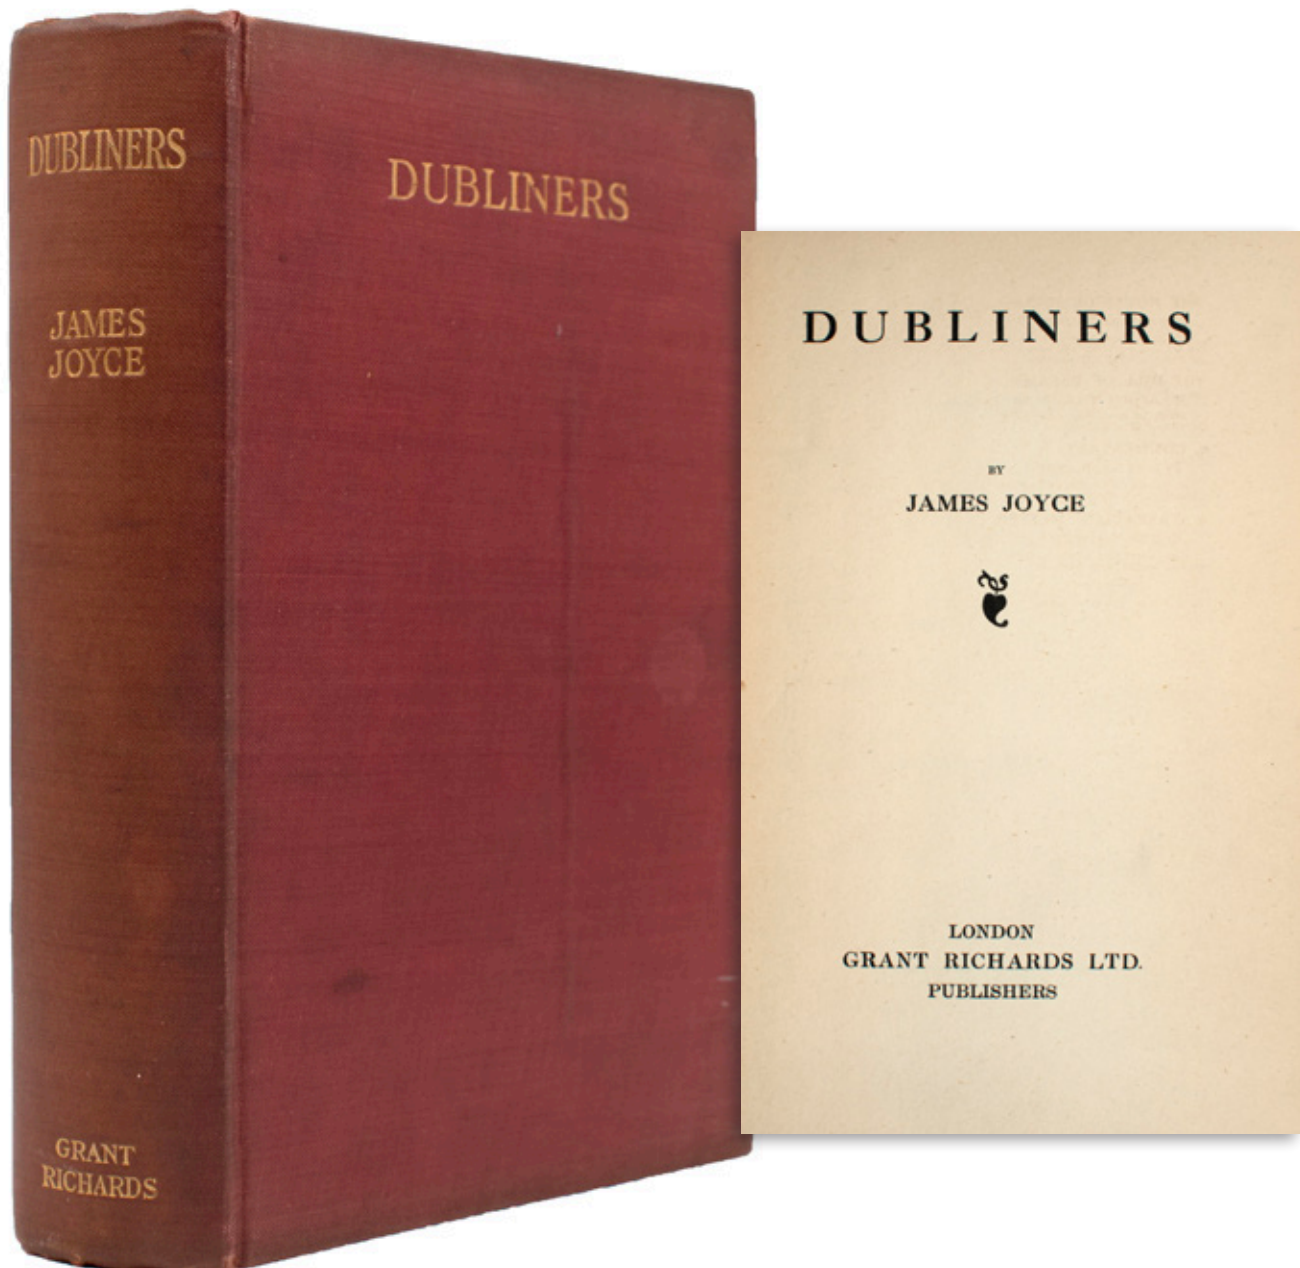 DUBLINERS
JAMES
JOYCE
GRANT
RICHARDS
DUBLINERS
DUBLINERS
BY
JAMES JOYCE
LONDON
GRANT RICHARDS LTD.
PUBLISHERS